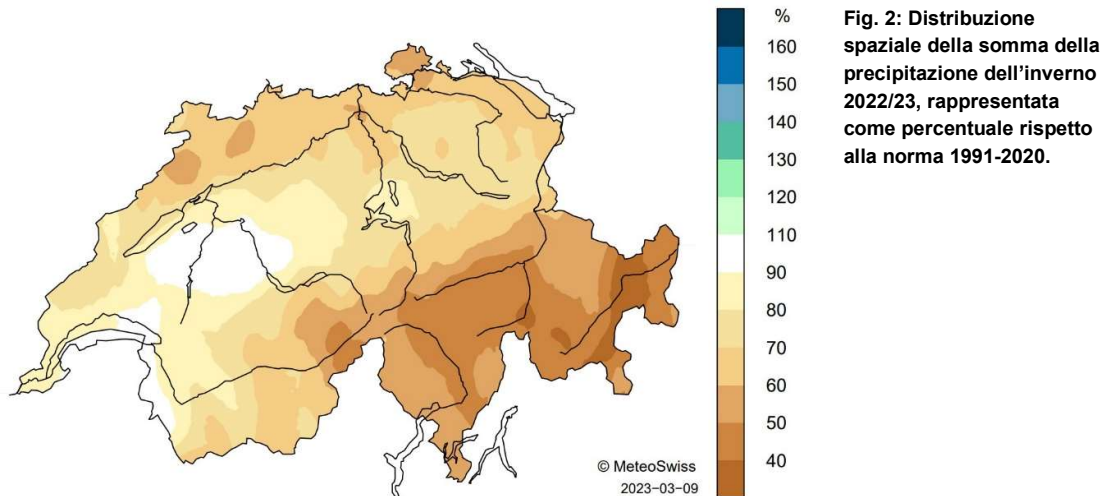 %
160
150
140
130
120
110
90
80
70
60
50
40
© MeteoSwiss
2023-03-09
Fig. 2: Distribuzione
spaziale della somma della
precipitazione dell’inverno
2022/23, rappresentata
come percentuale rispetto
alla norma 1991-2020.